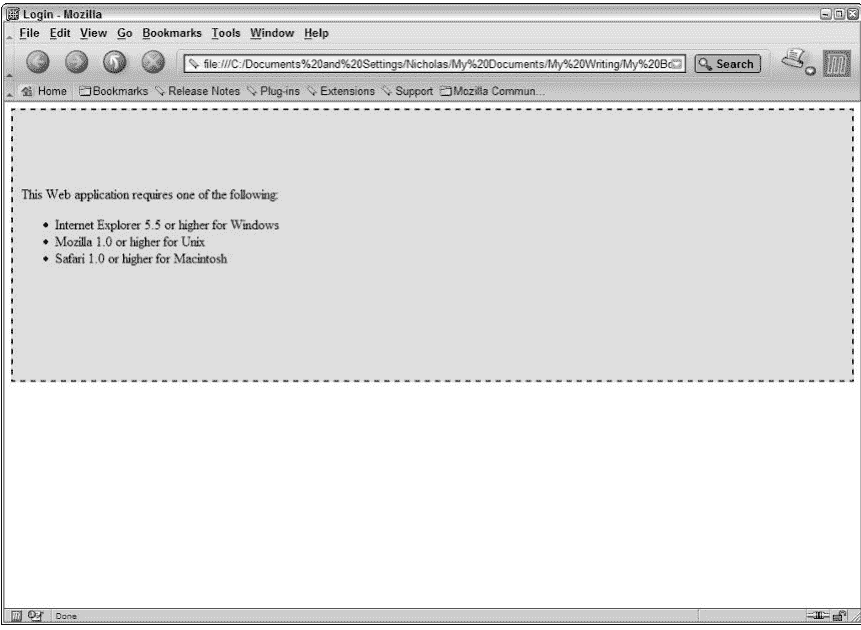 Login - Mozilla
File Edit View Go Bookmarks Tools Window Help
file:///C:/Documents%20and%20Settings/Nicholas/My%20Documents/My%20Writing/My%20Bo Search
Home Bookmarks Release Notes Plug-ins Extensions Support Mozilla Commun...
This Web application requires one of the following:
• Internet Explorer 5.5 or higher for Windows
• Mozilla 1.0 or higher for Unix
• Safari 1.0 or higher for Macintosh
Done